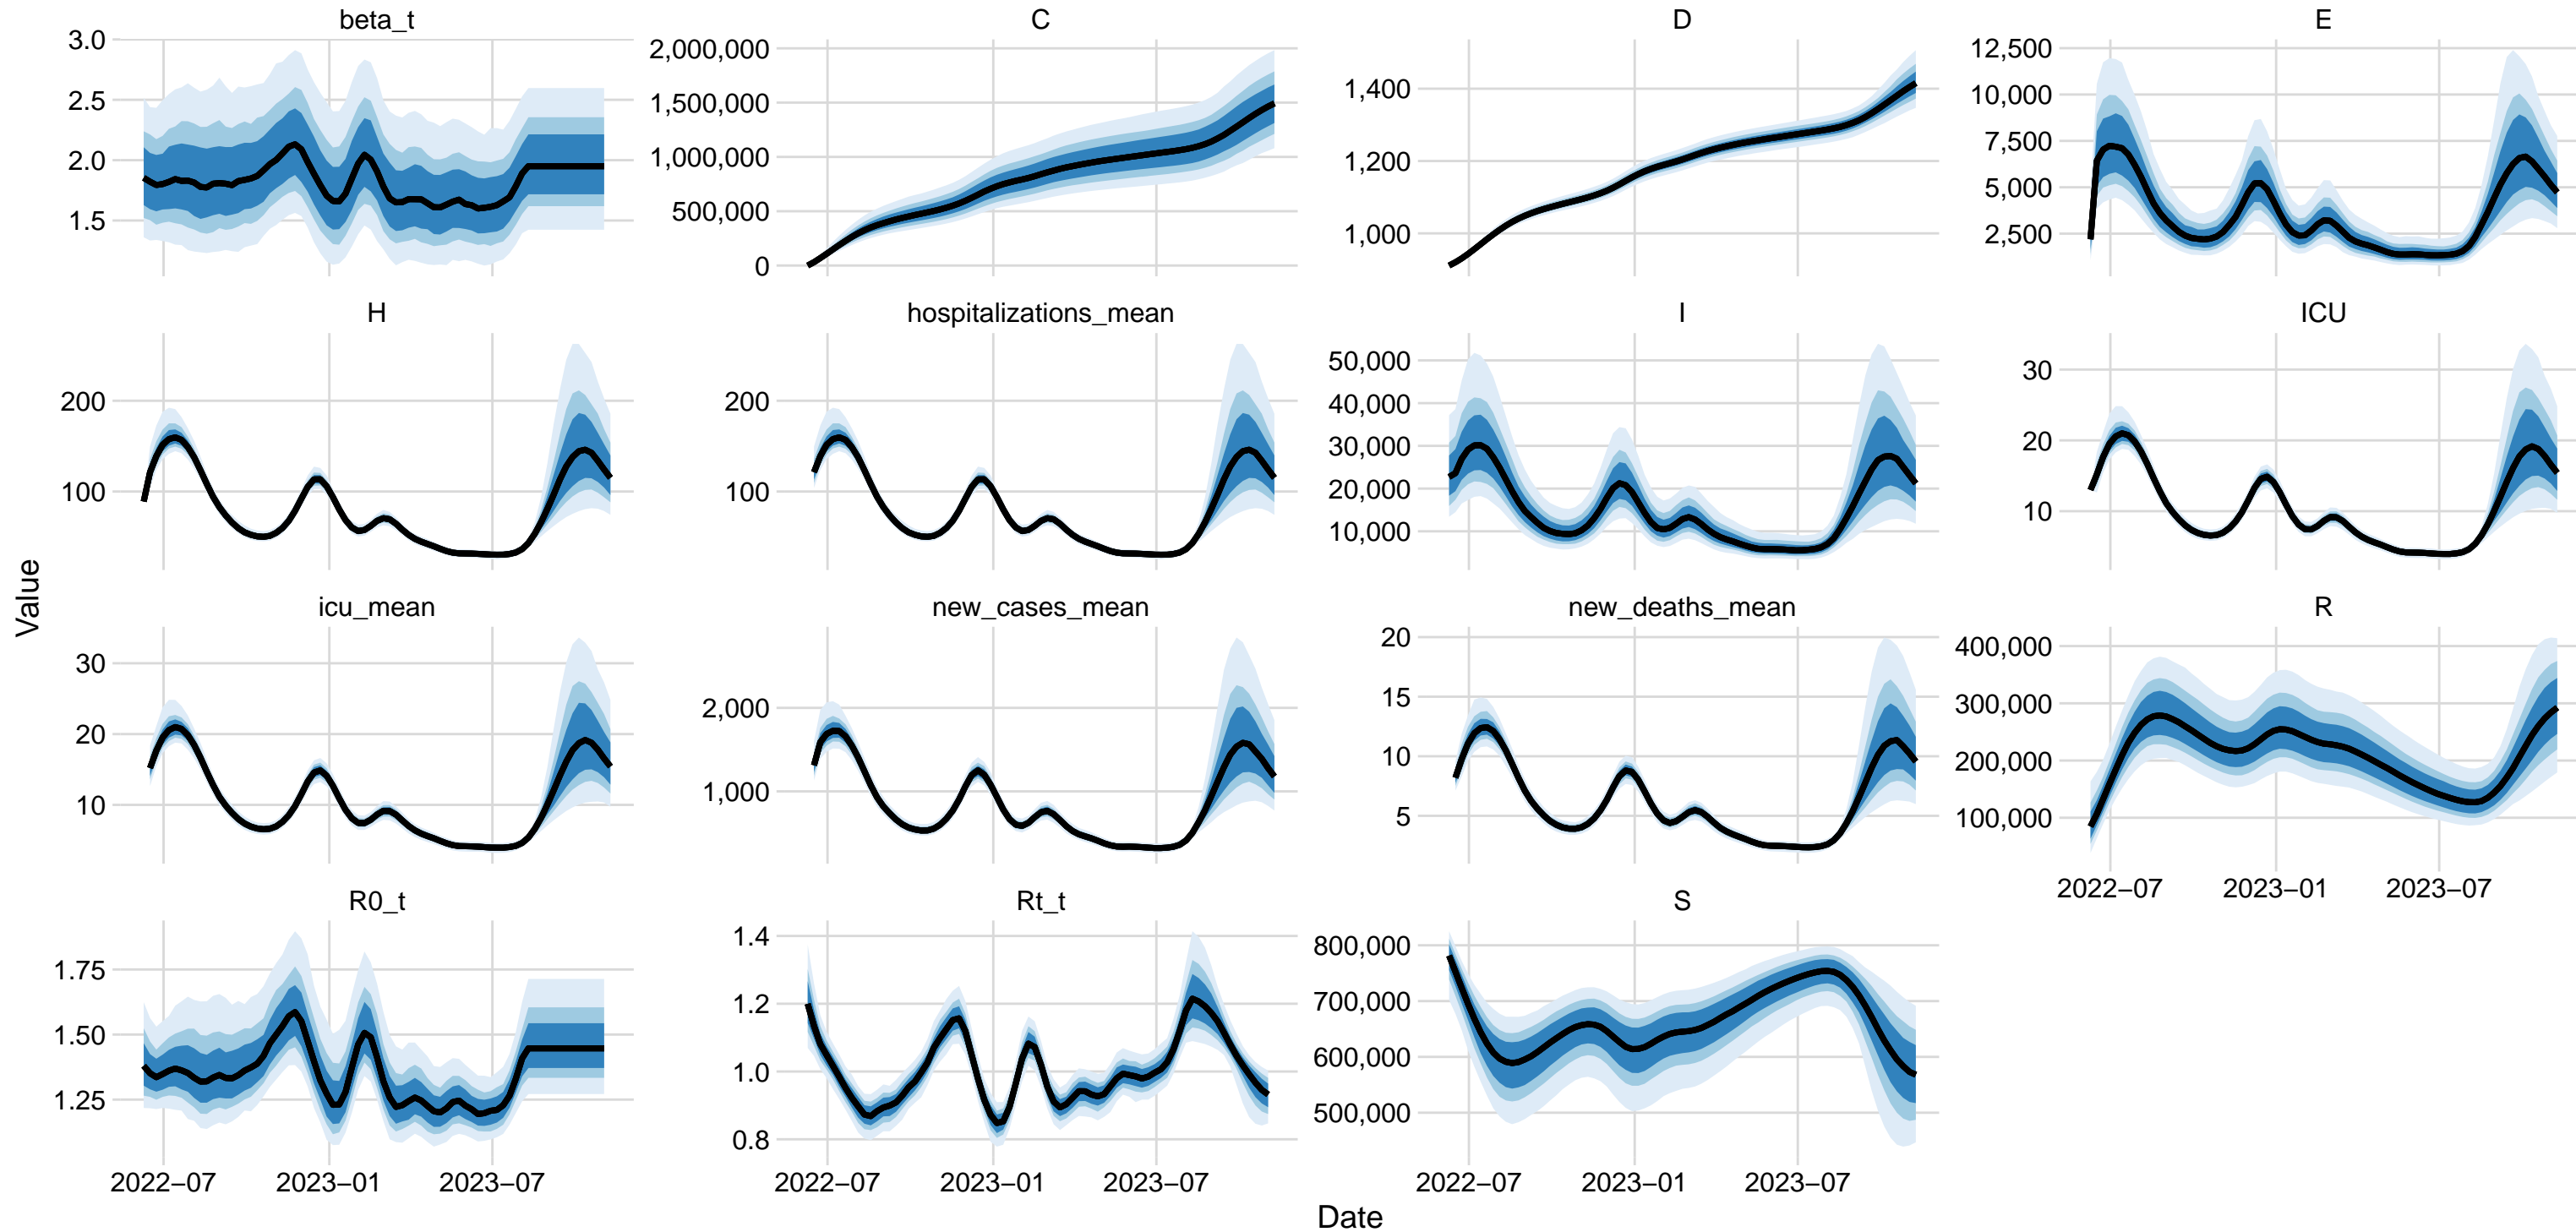 beta_t
C
D
E
3.0
2.5
2.0
1.5
2,000,000
1,500,000
1,000,000
500,000
0
1,400
1,200
1,000
12,500
10,000
7,500
5,000
2,500
H
hospitalizations_mean
I
ICU
200
100
200
100
50,000
40,000
30,000
20,000
10,000
30
20
10
Value
icu_mean
new_cases_mean
new_deaths_mean
R
30
20
10
2,000
1,000
20
15
10
5
400,000
300,000
200,000
100,000
2022−07 2023−01 2023−07
R0_t
Rt_t
S
1.75
1.50
1.25
1.4
1.2
1.0
0.8
800,000
700,000
600,000
500,000
2022−07 2023−01 2023−07
2022−07 2023−01 2023−07
2022−07 2023−01 2023−07
Date